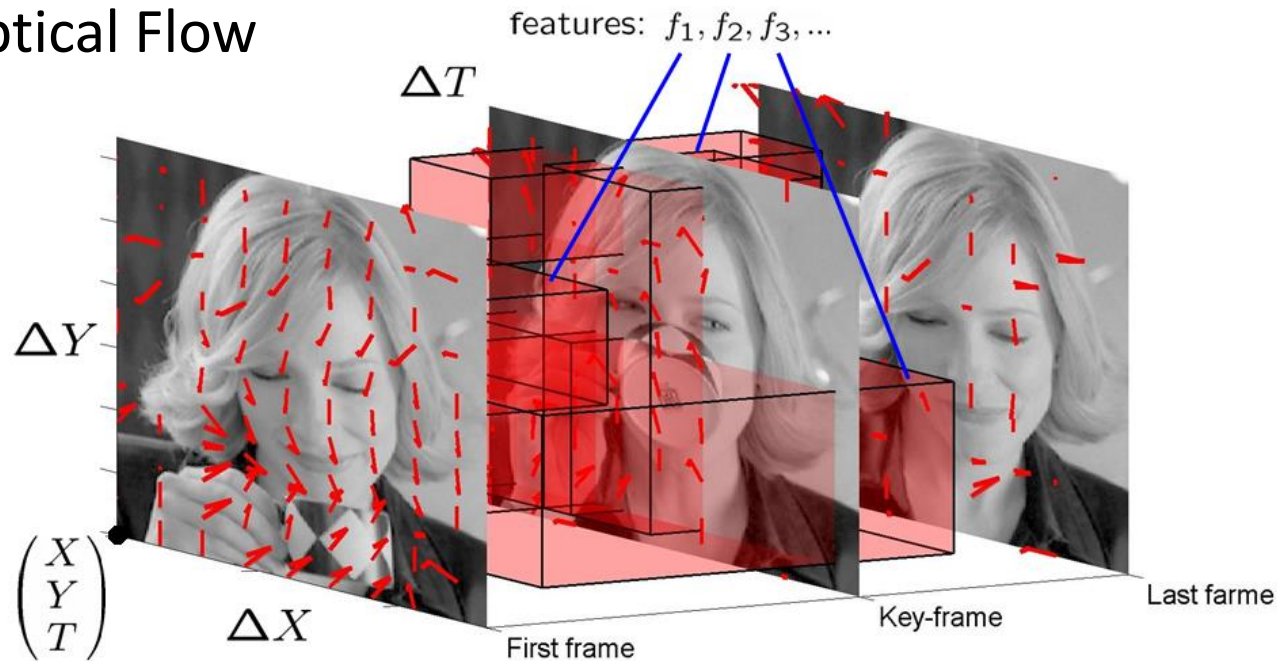 ptical Flow
features: f₁, f₂, f₃, ...
ΔT
ΔY
X
Y
T
ΔX
First frame
Key-frame
Last farme